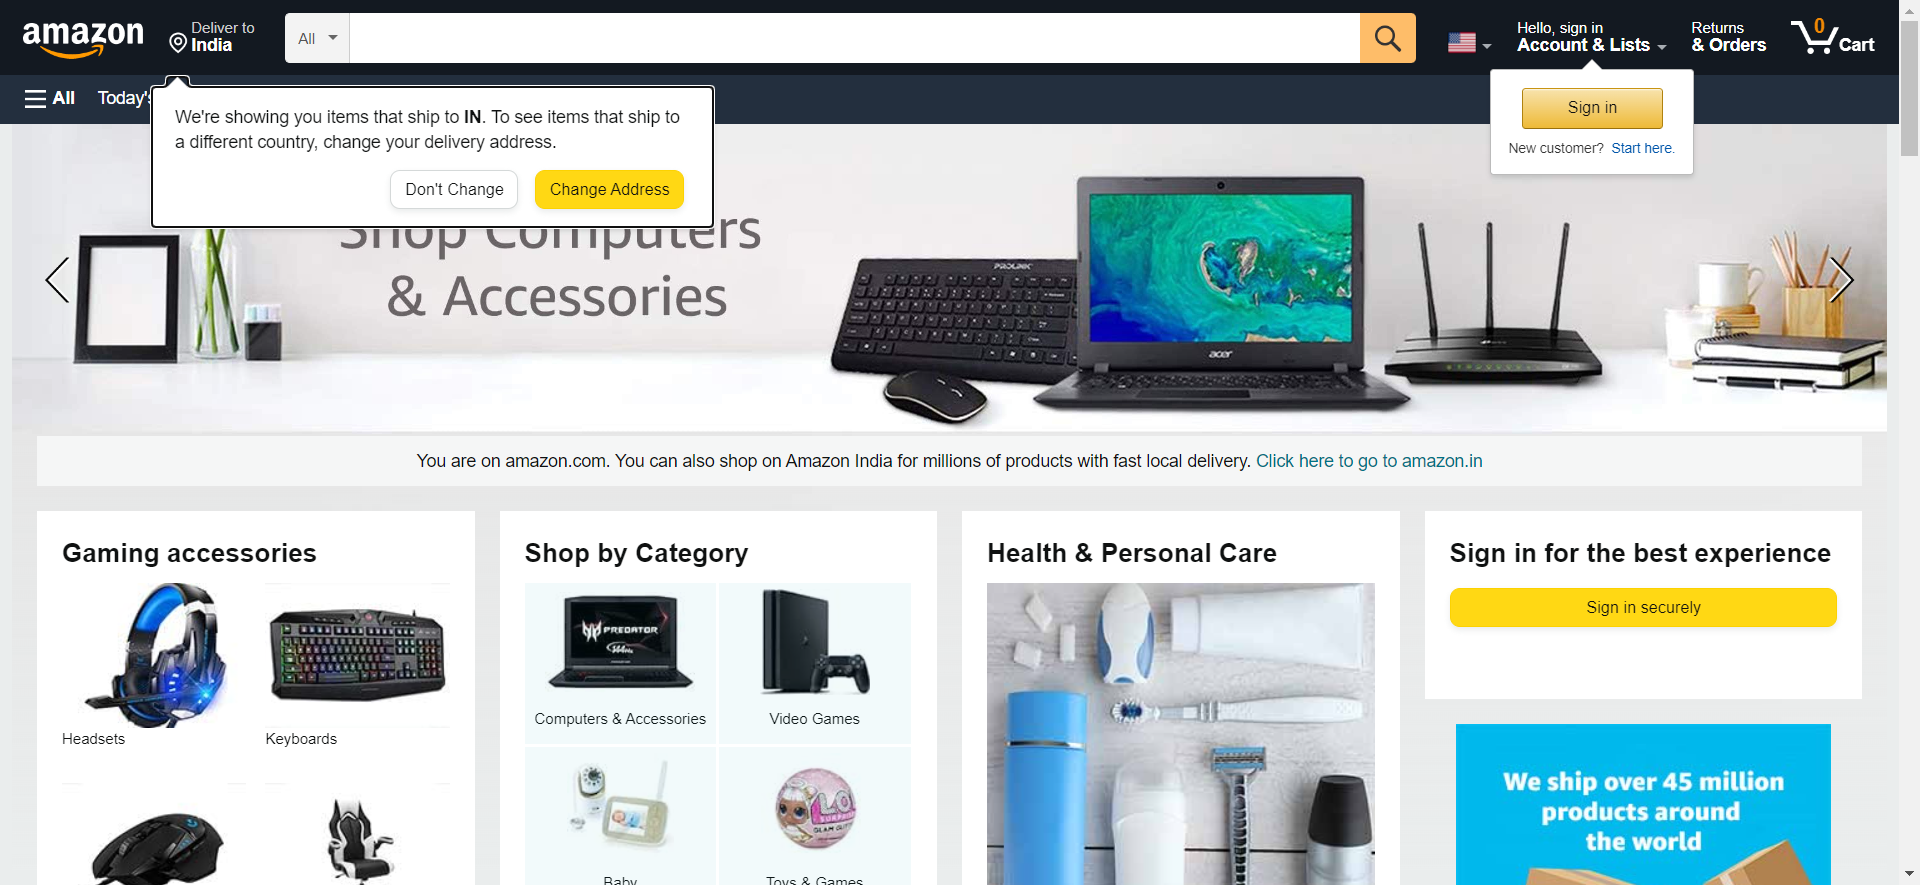 amazon
Deliver to
India
All
Hello, sign in
Account & Lists
Returns
& Orders
0
Cart
All
Today's
We're showing you items that ship to IN. To see items that ship to
a different country, change your delivery address.
Don't Change
Change Address
Sign in
New customer? Start here.
Shop Computers
& Accessories
PROLINK
acer
You are on amazon.com. You can also shop on Amazon India for millions of products with fast local delivery. Click here to go to amazon.in
Gaming accessories
Headsets
Keyboards
Shop by Category
PREDATOR
144Hz
Computers & Accessories
Video Games
L.O.L.
SURPRISE
Baby
Toys & Games
Health & Personal Care
Sign in for the best experience
Sign in securely
We ship over 45 million
products around
the world